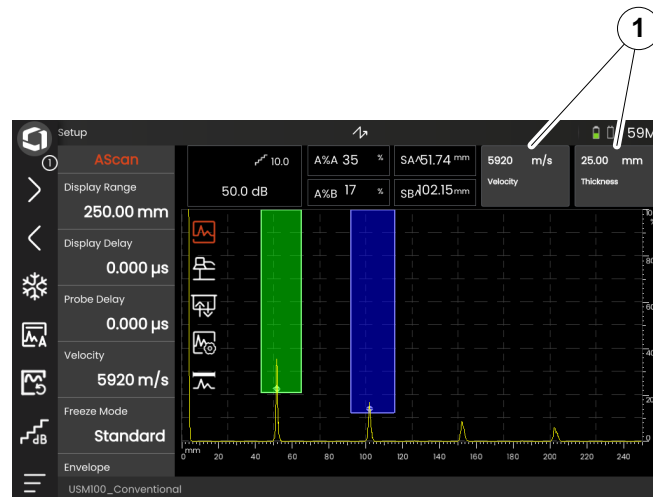 1
Setup
59M
1
AScan
10.0
50.0 dB
A%A 35 %
A%B 17 %
SA 51.74 mm
SB 102.15 mm
5920 m/s
Velocity
25.00 mm
Thickness
Display Range
250.00 mm
Display Delay
0.000 µs
Probe Delay
0.000 µs
Velocity
5920 m/s
Freeze Mode
Standard
Envelope
A
dB
mm 20 40 60 80 100 120 140 160 180 200 220 240
USM100_Conventional